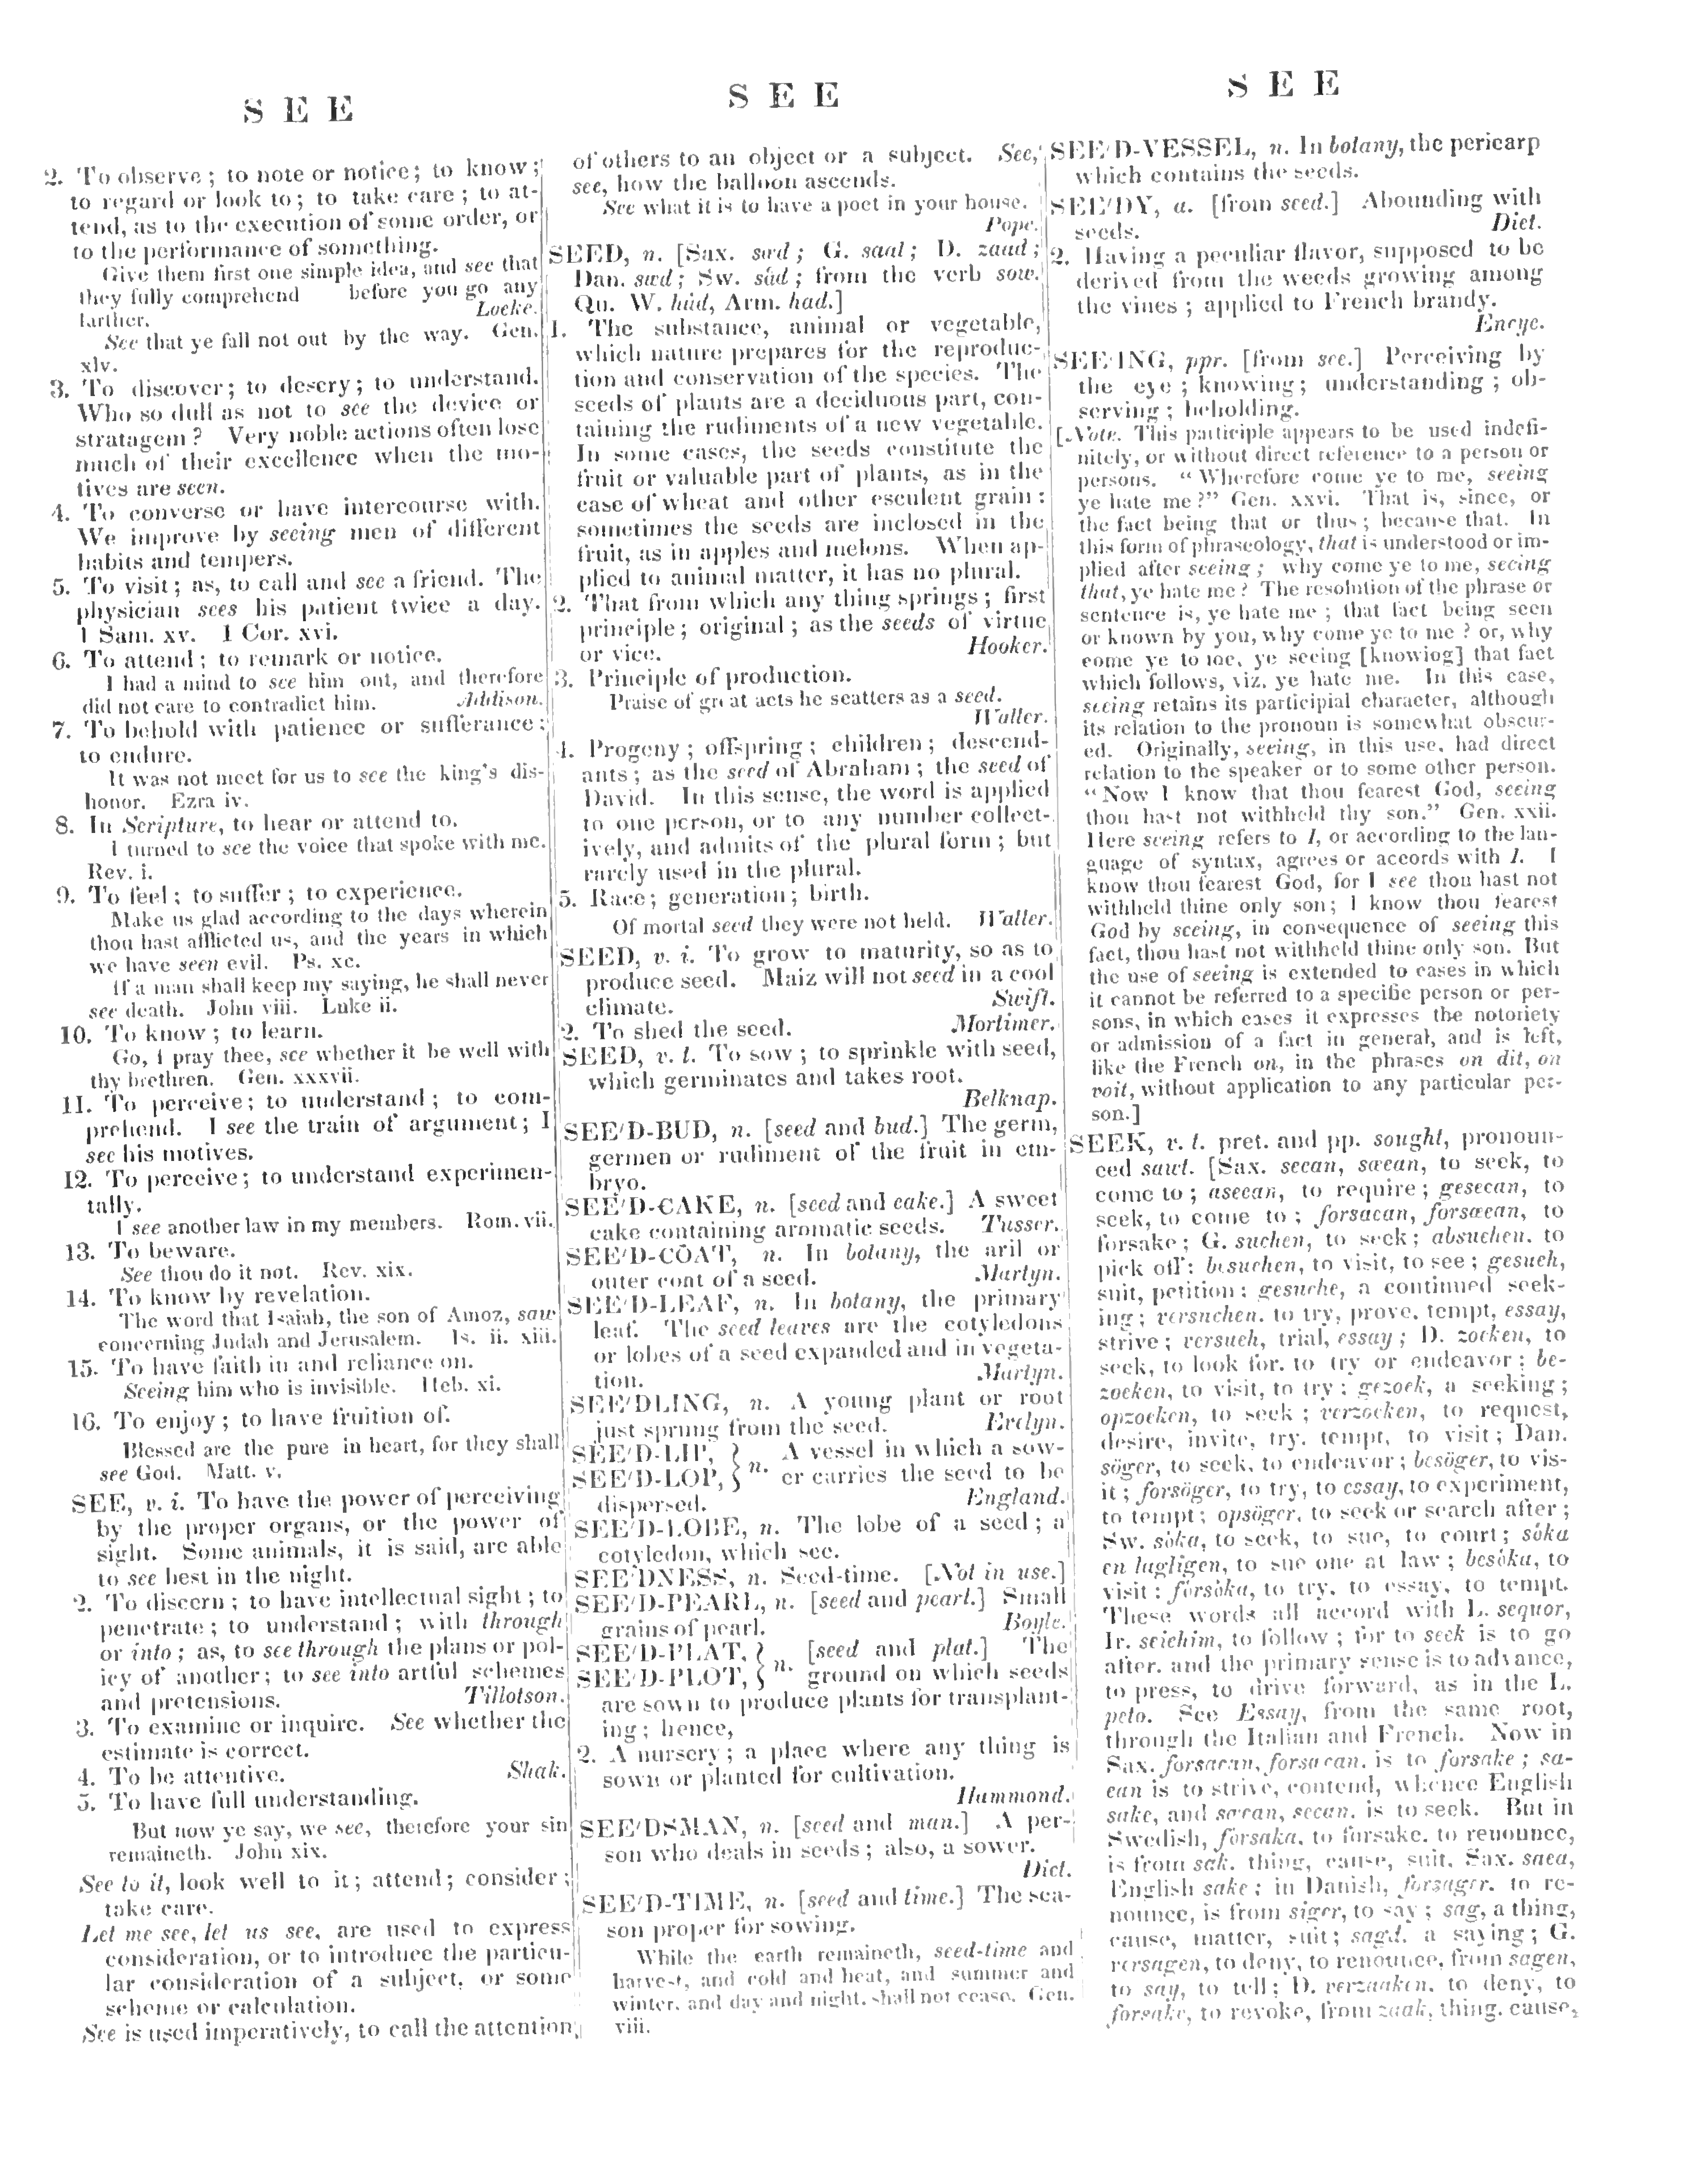 S E E
2. To observe; to note or notice; to know;
to regard or look to; to take care; to at-
tend, as to the execution of some order, or
to the performance of something.
Give them first one simple idea, and see that
they fully comprehend before you go any
farther. Locke.
See that ye fall not out by the way. Gen.
xlv.
3. To discover; to descry; to understand.
Who so dull as not to see the device or
stratagem? Very noble actions often lose
much of their excellence when the mo-
tives are seen.
4. To converse or have intercourse with.
We improve by seeing men of different
habits and tempers.
5. To visit; as, to call and see a friend. The
physician sees his patient twice a day.
1 Sam. xv. 1 Cor. xvi.
6. To attend; to remark or notice.
I had a mind to see him out, and therefore
did not care to contradict him. Addison.
7. To behold with patience or sufferance;
to endure.
It was not meet for us to see the king's dis-
honor. Ezra iv.
8. In Scripture, to hear or attend to.
I turned to see the voice that spoke with me.
Rev. i.
9. To feel; to suffer; to experience.
Make us glad according to the days wherein
thou hast afflicted us, and the years in which
we have seen evil. Ps. xc.
If a man shall keep my saying, he shall never
see death. John viii. Luke ii.
10. To know; to learn.
Go, I pray thee, see whether it be well with
thy brethren. Gen. xxxvii.
11. To perceive; to understand; to com-
prehend. I see the train of argument; I
see his motives.
12. To perceive; to understand experimen-
tally.
I see another law in my members. Rom. vii.
13. To beware.
See thou do it not. Rev. xix.
14. To know by revelation.
The word that Isaiah, the son of Amoz, saw
concerning Judah and Jerusalem. Is. ii. xiii.
15. To have faith in and reliance on.
Seeing him who is invisible. Heb. xi.
16. To enjoy; to have fruition of.
Blessed are the pure in heart, for they shall
see God. Matt. v.
SEE, v. i. To have the power of perceiving
by the proper organs, or the power of
sight. Some animals, it is said, are able
to see best in the night.
2. To discern; to have intellectual sight; to
penetrate; to understand; with through
or into; as, to see through the plans or pol-
icy of another; to see into artful schemes
and pretensions. Tillotson.
3. To examine or inquire. See whether the
estimate is correct.
4. To be attentive. Shak.
5. To have full understanding.
But now ye say, we see, therefore your sin
remaineth. John xix.
See to it, look well to it; attend; consider;
take care.
Let me see, let us see, are used to express
consideration, or to introduce the particu-
lar consideration of a subject, or some
scheme or calculation.
See is used imperatively, to call the attention
S E E
of others to an object or a subject. See,
see, how the balloon ascends.
See what it is to have a poet in your house.
Pope.
SEED, n. [Sax. sæd; G. saat; D. zaad;
Dan. sæd; Sw. såd; from the verb sow.
Qu. W. hâd, Arm. had.]
1. The substance, animal or vegetable,
which nature prepares for the reproduc-
tion and conservation of the species. The
seeds of plants are a deciduous part, con-
taining the rudiments of a new vegetable.
In some cases, the seeds constitute the
fruit or valuable part of plants, as in the
case of wheat and other esculent grain:
sometimes the seeds are inclosed in the
fruit, as in apples and melons. When ap-
plied to animal matter, it has no plural.
2. That from which any thing springs; first
principle; original; as the seeds of virtue
or vice. Hooker.
3. Principle of production.
Praise of great acts he scatters as a seed.
Waller.
4. Progeny; offspring; children; descend-
ants; as the seed of Abraham; the seed of
David. In this sense, the word is applied
to one person, or to any number collect-
ively, and admits of the plural form; but
rarely used in the plural.
5. Race; generation; birth.
Of mortal seed they were not held. Waller.
SEED, v. i. To grow to maturity, so as to
produce seed. Maiz will not seed in a cool
climate. Swift.
2. To shed the seed. Mortimer.
SEED, v. t. To sow; to sprinkle with seed,
which germinates and takes root.
Belknap.
SEE'D-BUD, n. [seed and bud.] The germ,
germen or rudiment of the fruit in em-
bryo.
SEE'D-CAKE, n. [seed and cake.] A sweet
cake containing aromatic seeds. Tusser.
SEE'D-COAT, n. In botany, the aril or
outer coat of a seed. Martyn.
SEE'D-LEAF, n. In botany, the primary
leaf. The seed leaves are the cotyledons
or lobes of a seed expanded and in vegeta-
tion. Martyn.
SEE'DLING, n. A young plant or root
just sprung from the seed. Evelyn.
SEE'D-LIP, } n. A vessel in which a sow-
SEE'D-LOP, } er carries the seed to be
dispersed. England.
SEE'D-LOBE, n. The lobe of a seed; a
cotyledon, which see.
SEE'DNESS, n. Seed-time. [Not in use.]
SEE'D-PEARL, n. [seed and pearl.] Small
grains of pearl. Boyle.
SEE'D-PLAT, } n. [seed and plat.] The
SEE'D-PLOT, } ground on which seeds
are sown to produce plants for transplant-
ing; hence,
2. A nursery; a place where any thing is
sown or planted for cultivation.
Hammond.
SEE'DSMAN, n. [seed and man.] A per-
son who deals in seeds; also, a sower.
Dict.
SEE'D-TIME, n. [seed and time.] The sea-
son proper for sowing.
While the earth remaineth, seed-time and
harvest, and cold and heat, and summer and
winter, and day and night, shall not cease. Gen.
viii.
S E E
SEE'D-VESSEL, n. In botany, the pericarp
which contains the seeds.
SEE'DY, a. [from seed.] Abounding with
seeds. Dict.
2. Having a peculiar flavor, supposed to be
derived from the weeds growing among
the vines; applied to French brandy.
Encyc.
SEE'ING, ppr. [from see.] Perceiving by
the eye; knowing; understanding; ob-
serving; beholding.
[Note. This participle appears to be used indefi-
nitely, or without direct reference to a person or
persons. "Wherefore come ye to me, seeing
ye hate me?" Gen. xxvi. That is, since, or
the fact being that or thus; because that. In
this form of phraseology, that is understood or im-
plied after seeing; why come ye to me, seeing
that, ye hate me? The resolution of the phrase or
sentence is, ye hate me; that fact being seen
or known by you, why come ye to me? or, why
come ye to me, ye seeing [knowing] that fact
which follows, viz. ye hate me. In this case,
seeing retains its participial character, although
its relation to the pronoun is somewhat obscur-
ed. Originally, seeing, in this use, had direct
relation to the speaker or to some other person.
"Now I know that thou fearest God, seeing
thou hast not withheld thy son." Gen. xxii.
Here seeing refers to I, or according to the lan-
guage of syntax, agrees or accords with I. I
know thou fearest God, for I see thou hast not
withheld thine only son; I know thou fearest
God by seeing, in consequence of seeing this
fact, thou hast not withheld thine only son. But
the use of seeing is extended to cases in which
it cannot be referred to a specific person or per-
sons, in which cases it expresses the notoriety
or admission of a fact in general, and is left,
like the French on, in the phrases on dit, on
voit, without application to any particular per-
son.]
SEEK, v. t. pret. and pp. sought, pronoun-
ced sawt. [Sax. secan, sæcan, to seek, to
come to; asecan, to require; gesecan, to
seek, to come to; forsacan, forsæcan, to
forsake; G. suchen, to seek; absuchen, to
pick off; besuchen, to visit, to see; gesuch,
suit, petition; gesuche, a continued seek-
ing; versuchen, to try, prove, tempt, essay,
strive; versuch, trial, essay; D. zoeken, to
seek, to look for, to try or endeavor; be-
zoeken, to visit, to try; gezoek, a seeking;
opzoeken, to seek; verzoeken, to request,
desire, invite, try, tempt, to visit; Dan.
söger, to seek, to endeavor; besöger, to vis-
it; forsöger, to try, to essay, to experiment,
to tempt; opsöger, to seek or search after;
Sw. sòka, to seek, to sue, to court; sòka
en lagligen, to sue one at law; besòka, to
visit; försòka, to try, to essay, to tempt.
These words all accord with L. sequor,
Ir. seichim, to follow; for to seek is to go
after, and the primary sense is to advance,
to press, to drive forward, as in the L.
peto. See Essay, from the same root,
through the Italian and French. Now in
Sax. forsacan, forsæcan, is to forsake; sa-
can is to strive, contend, whence English
sake, and sæcan, secan, is to seek. But in
Swedish, försaka, to forsake, to renounce,
is from sak, thing, cause, suit, Sax. saca,
English sake; in Danish, forsager, to re-
nounce, is from siger, to say; sag, a thing,
cause, matter, suit; sagd, a saying; G.
versagen, to deny, to renounce, from sagen,
to say, to tell; D. verzaaken, to deny, to
forsake, to revoke, from zaak, thing, cause,